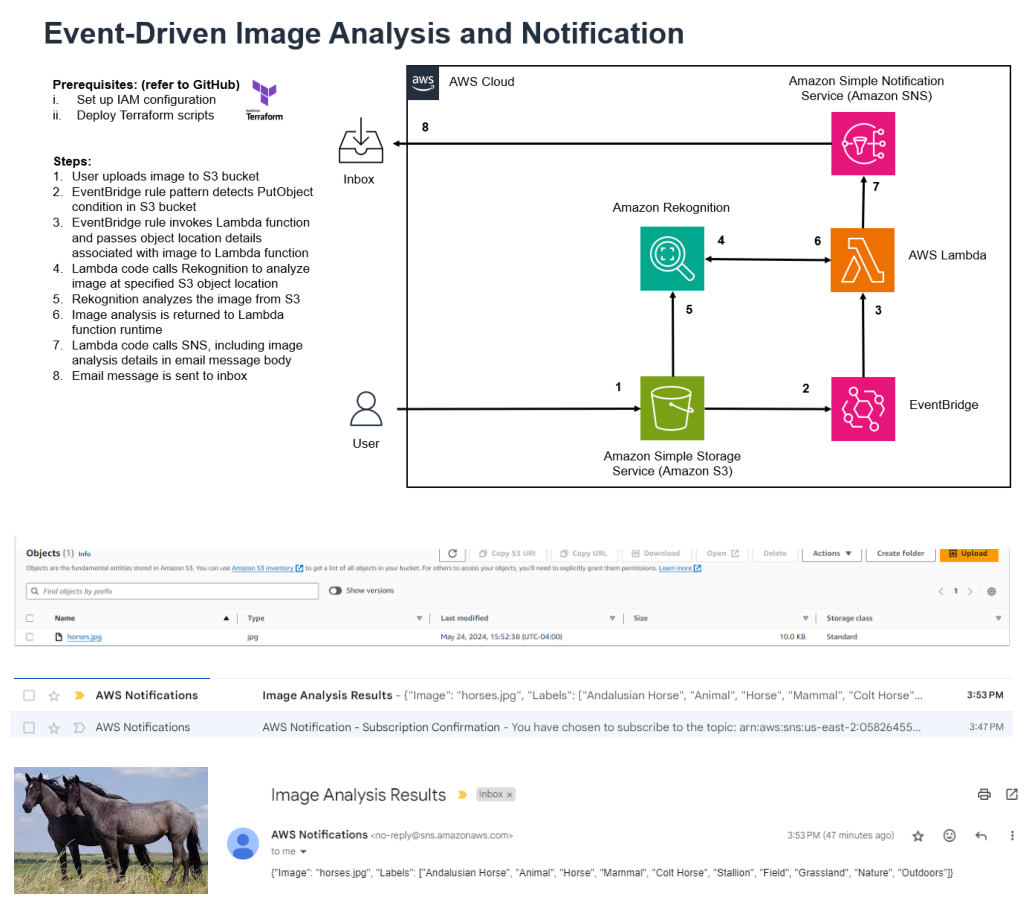 Event-Driven Image Analysis and Notification
Prerequisites: (refer to GitHub)
i. Set up IAM configuration
ii. Deploy Terraform scripts
HashiCorp
Terraform
Steps:
1. User uploads image to S3 bucket
2. EventBridge rule pattern detects PutObject
condition in S3 bucket
3. EventBridge rule invokes Lambda function
and passes object location details
associated with image to Lambda function
4. Lambda code calls Rekognition to analyze
image at specified S3 object location
5. Rekognition analyzes the image from S3
6. Image analysis is returned to Lambda
function runtime
7. Lambda code calls SNS, including image
analysis details in email message body
8. Email message is sent to inbox
aws
AWS Cloud
Amazon Simple Notification
Service (Amazon SNS)
8
Inbox
7
Amazon Rekognition
4
6
AWS Lambda
5
3
1
2
EventBridge
User
Amazon Simple Storage
Service (Amazon S3)
Objects (1) Info
Copy S3 URI
Copy URL
Download
Open
Delete
Actions
Create folder
Upload
Objects are the fundamental entities stored in Amazon S3. You can use Amazon S3 inventory to get a list of all objects in your bucket. For others to access your objects, you'll need to explicitly grant them permissions. Learn more
Find objects by prefix
Show versions
1
Name Type Last modified Size Storage class
horses.jpg jpg May 24, 2024, 15:52:38 (UTC-04:00) 10.0 KB Standard
AWS Notifications Image Analysis Results - {"Image": "horses.jpg", "Labels": ["Andalusian Horse", "Animal", "Horse", "Mammal", "Colt Horse"... 3:53 PM
AWS Notifications AWS Notification - Subscription Confirmation - You have chosen to subscribe to the topic: arn:aws:sns:us-east-2:05826455... 3:47 PM
Image Analysis Results Inbox ×
AWS Notifications <no-reply@sns.amazonaws.com> 3:53 PM (47 minutes ago)
to me
{"Image": "horses.jpg", "Labels": ["Andalusian Horse", "Animal", "Horse", "Mammal", "Colt Horse", "Stallion", "Field", "Grassland", "Nature", "Outdoors"]}